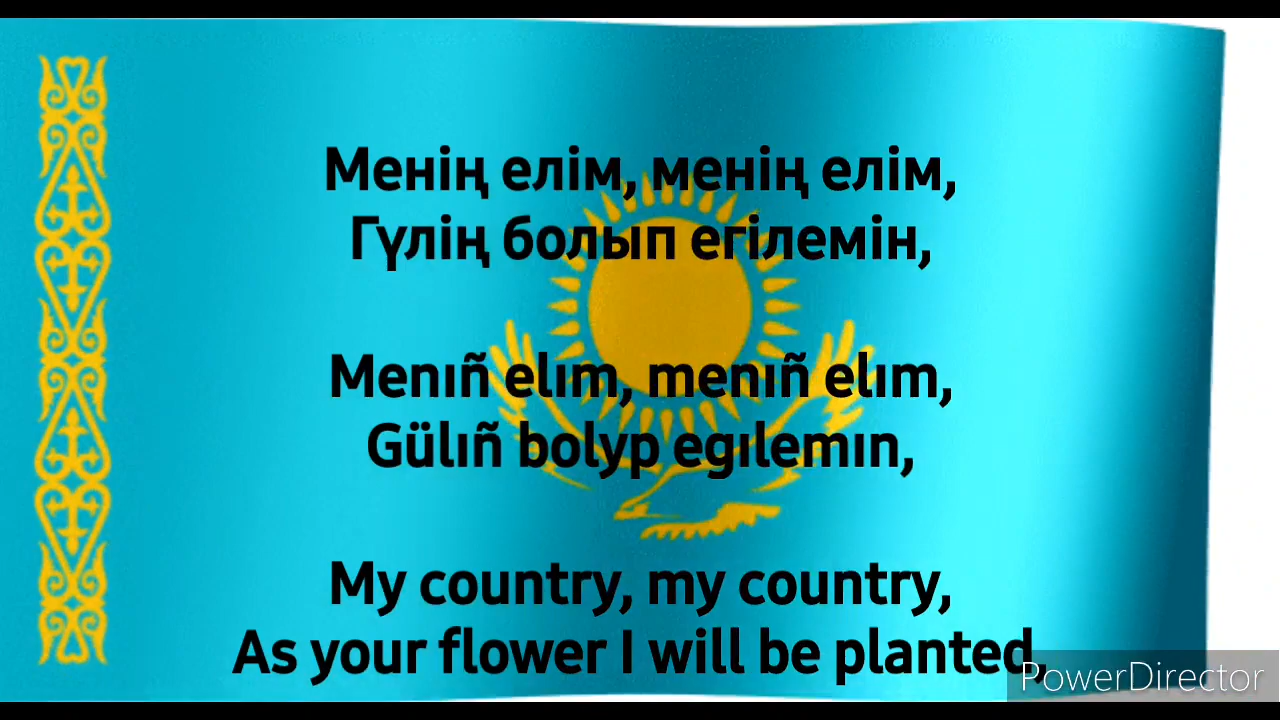 Менің елім, менің елім,
Гүлің болып егілемін,
Menıñ elım, menıñ elım,
Gülıñ bolyp egılemın,
My country, my country,
As your flower I will be planted,
PowerDirector